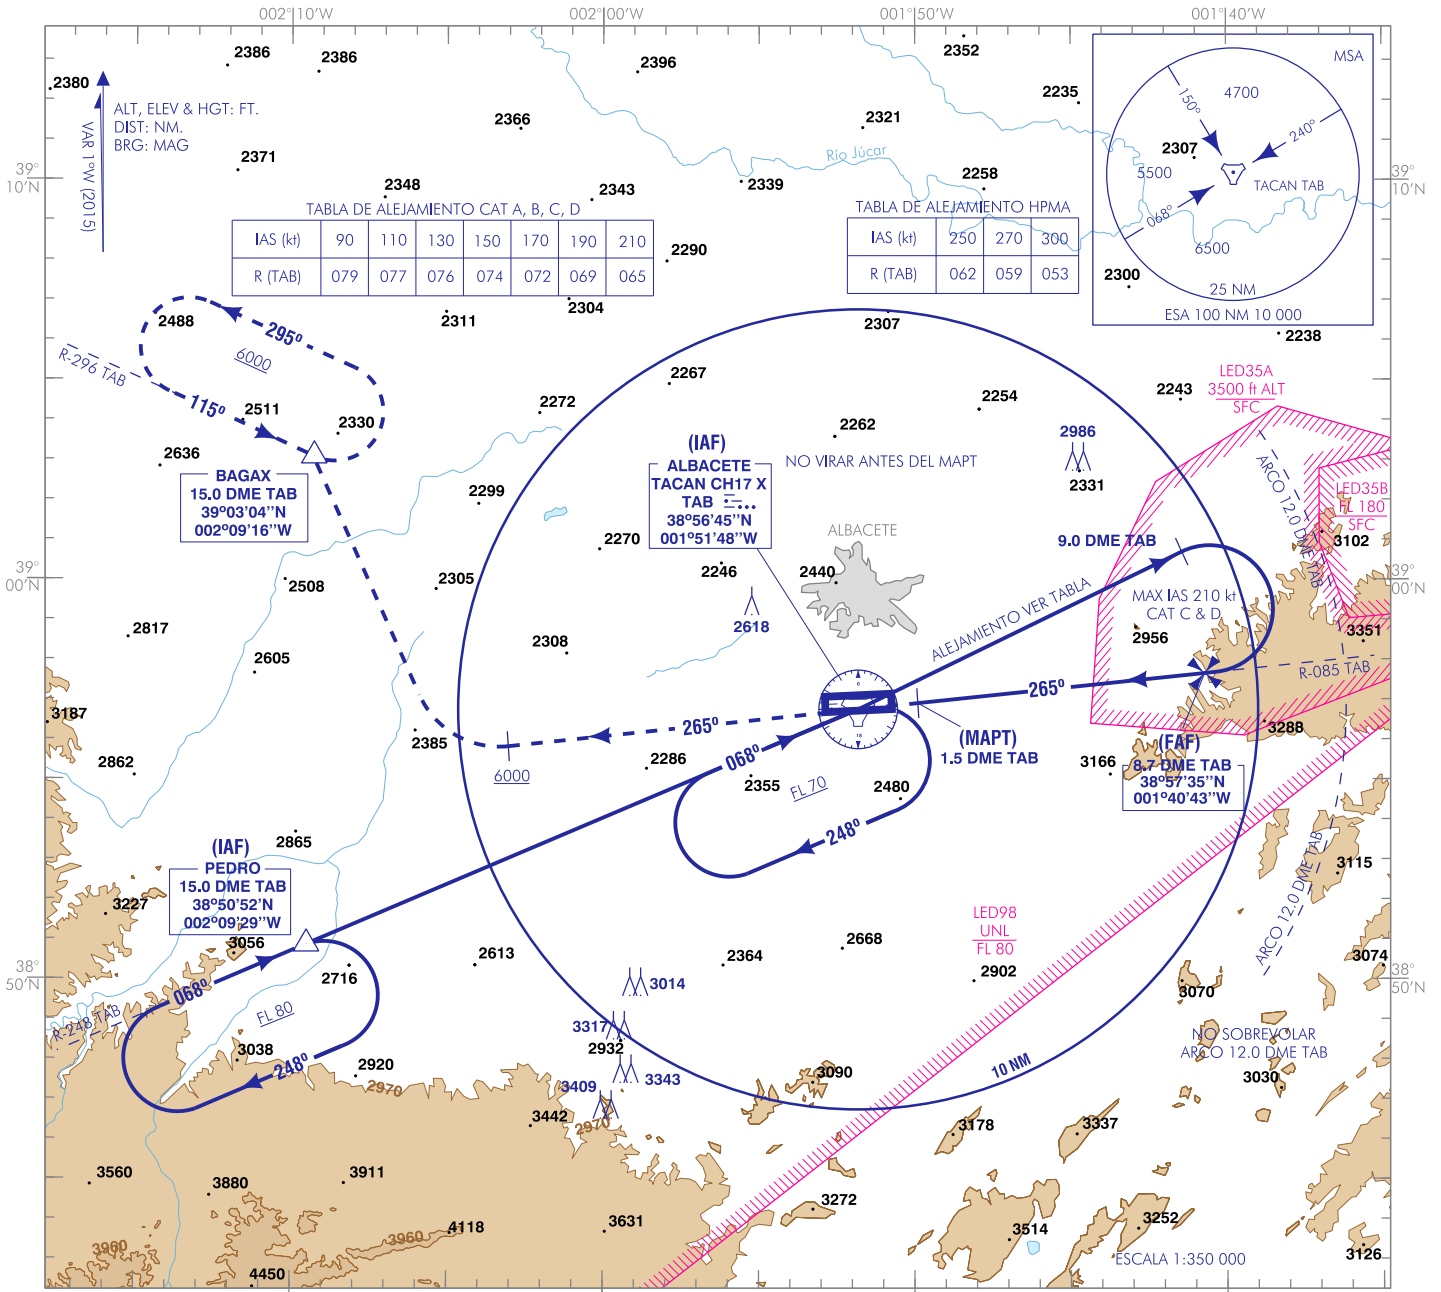 002°10'W
002°00'W
001°50'W
001°40'W
2386
2386
2380
2396
2352
2235
2366
2321
2371
2348
2343
2339
2258
2307
ALT, ELEV & HGT: FT.
DIST: NM.
BRG: MAG
VAR 1°W (2015)
39°
10'N
39°
10'N
Río Júcar
MSA
4700
150°
240°
5500
TACAN TAB
068°
6500
25 NM
ESA 100 NM 10 000
TABLA DE ALEJAMIENTO CAT A, B, C, D
IAS (kt) 90 110 130 150 170 190 210
R (TAB) 079 077 076 074 072 069 065
TABLA DE ALEJAMIENTO HPMA
IAS (kt) 250 270 300
R (TAB) 062 059 053
2290
2300
2304
2311
2307
2238
2488
295°
6000
R-296 TAB
115°
2511
2330
2636
2267
2272
2254
2262
2243
LED35A
3500 ft ALT
SFC
BAGAX
15.0 DME TAB
39°03'04''N
002°09'16''W
2299
(IAF)
ALBACETE
TACAN CH17 X
TAB
38°56'45''N
001°51'48''W
NO VIRAR ANTES DEL MAPT
2986
2331
ARCO 12.0 DME TAB
LED35B
FL 180
SFC
3102
2270
2246
2440
ALBACETE
9.0 DME TAB
39°
00'N
39°
00'N
2508
2305
2618
2308
ALEJAMIENTO VER TABLA
MAX IAS 210 kt
CAT C & D
2956
3351
2817
2605
R-085 TAB
265°
0
18
265°
068°
(MAPT)
1.5 DME TAB
(FAF)
8.7 DME TAB
38°57'35''N
001°40'43''W
3288
3166
3187
2862
2385
6000
2286
2355
FL 70
2480
248°
2865
(IAF)
PEDRO
15.0 DME TAB
38°50'52''N
002°09'29''W
3227
3056
2716
068°
R-248 TAB
FL 80
3038
248°
2920
2970
2613
2364
2668
LED98
UNL
FL 80
2902
3115
ARCO 12.0 DME TAB
3074
38°
50'N
38°
50'N
3070
3014
3317
2932
3343
3409
3442
2970
3090
10 NM
NO SOBREVOLAR
ARCO 12.0 DME TAB
3030
3178
3337
3560
3880
3911
3272
3252
3631
3514
3960
3960
4118
4450
3126
ESCALA 1:350 000